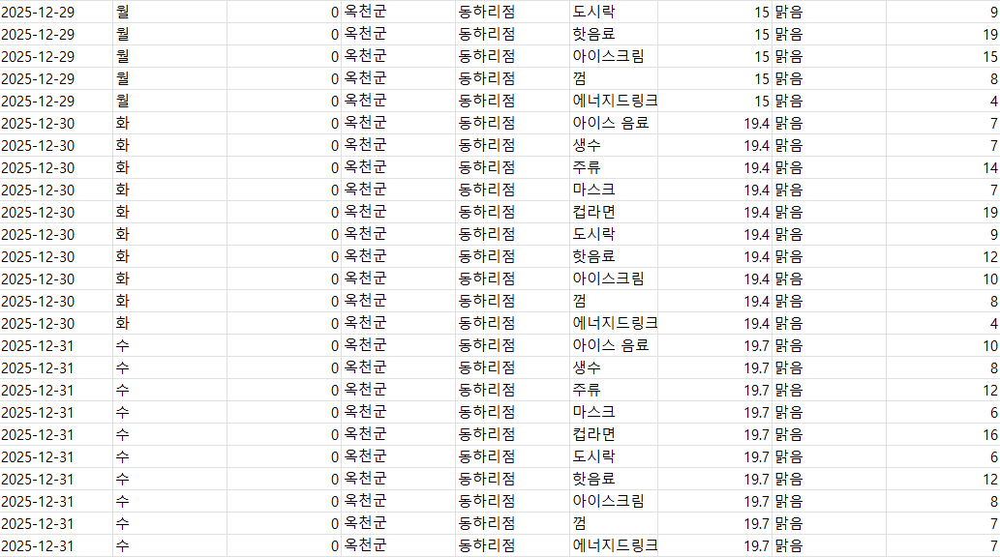 2025-12-29 월 0 옥천군 동하리점 도시락 15 맑음 9
2025-12-29 월 0 옥천군 동하리점 핫음료 15 맑음 19
2025-12-29 월 0 옥천군 동하리점 아이스크림 15 맑음 15
2025-12-29 월 0 옥천군 동하리점 껌 15 맑음 8
2025-12-29 월 0 옥천군 동하리점 에너지드링크 15 맑음 4
2025-12-30 화 0 옥천군 동하리점 아이스 음료 19.4 맑음 7
2025-12-30 화 0 옥천군 동하리점 생수 19.4 맑음 7
2025-12-30 화 0 옥천군 동하리점 주류 19.4 맑음 14
2025-12-30 화 0 옥천군 동하리점 마스크 19.4 맑음 7
2025-12-30 화 0 옥천군 동하리점 컵라면 19.4 맑음 19
2025-12-30 화 0 옥천군 동하리점 도시락 19.4 맑음 9
2025-12-30 화 0 옥천군 동하리점 핫음료 19.4 맑음 12
2025-12-30 화 0 옥천군 동하리점 아이스크림 19.4 맑음 10
2025-12-30 화 0 옥천군 동하리점 껌 19.4 맑음 8
2025-12-30 화 0 옥천군 동하리점 에너지드링크 19.4 맑음 4
2025-12-31 수 0 옥천군 동하리점 아이스 음료 19.7 맑음 10
2025-12-31 수 0 옥천군 동하리점 생수 19.7 맑음 8
2025-12-31 수 0 옥천군 동하리점 주류 19.7 맑음 12
2025-12-31 수 0 옥천군 동하리점 마스크 19.7 맑음 6
2025-12-31 수 0 옥천군 동하리점 컵라면 19.7 맑음 16
2025-12-31 수 0 옥천군 동하리점 도시락 19.7 맑음 6
2025-12-31 수 0 옥천군 동하리점 핫음료 19.7 맑음 12
2025-12-31 수 0 옥천군 동하리점 아이스크림 19.7 맑음 8
2025-12-31 수 0 옥천군 동하리점 껌 19.7 맑음 7
2025-12-31 수 0 옥천군 동하리점 에너지드링크 19.7 맑음 7